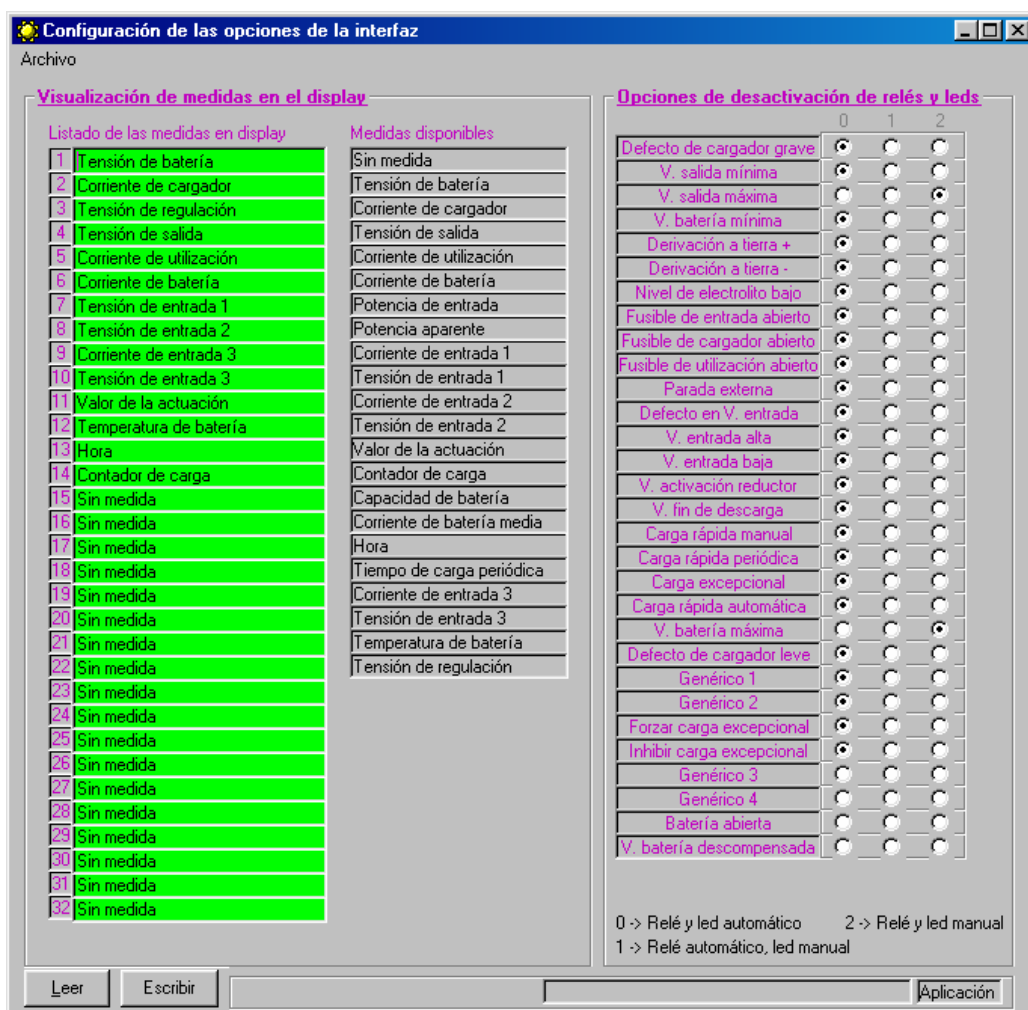 Configuración de las opciones de la interfaz
Archivo
Visualización de medidas en el display
Listado de las medidas en display
1 Tensión de batería
2 Corriente de cargador
3 Tensión de regulación
4 Tensión de salida
5 Corriente de utilización
6 Corriente de batería
7 Tensión de entrada 1
8 Tensión de entrada 2
9 Corriente de entrada 3
10 Tensión de entrada 3
11 Valor de la actuación
12 Temperatura de batería
13 Hora
14 Contador de carga
15 Sin medida
16 Sin medida
17 Sin medida
18 Sin medida
19 Sin medida
20 Sin medida
21 Sin medida
22 Sin medida
23 Sin medida
24 Sin medida
25 Sin medida
26 Sin medida
27 Sin medida
28 Sin medida
29 Sin medida
30 Sin medida
31 Sin medida
32 Sin medida
Medidas disponibles
Sin medida
Tensión de batería
Corriente de cargador
Tensión de salida
Corriente de utilización
Corriente de batería
Potencia de entrada
Potencia aparente
Corriente de entrada 1
Tensión de entrada 1
Corriente de entrada 2
Tensión de entrada 2
Valor de la actuación
Contador de carga
Capacidad de batería
Corriente de batería media
Hora
Tiempo de carga periódica
Corriente de entrada 3
Tensión de entrada 3
Temperatura de batería
Tensión de regulación
Opciones de desactivación de relés y leds
0 1 2
Defecto de cargador grave
V. salida mínima
V. salida máxima
V. batería mínima
Derivación a tierra +
Derivación a tierra -
Nivel de electrolito bajo
Fusible de entrada abierto
Fusible de cargador abierto
Fusible de utilización abierto
Parada externa
Defecto en V. entrada
V. entrada alta
V. entrada baja
V. activación reductor
V. fin de descarga
Carga rápida manual
Carga rápida periódica
Carga excepcional
Carga rápida automática
V. batería máxima
Defecto de cargador leve
Genérico 1
Genérico 2
Forzar carga excepcional
Inhibir carga excepcional
Genérico 3
Genérico 4
Batería abierta
V. batería descompensada
0 -> Relé y led automático 2 -> Relé y led manual
1 -> Relé automático, led manual
Leer Escribir Aplicación